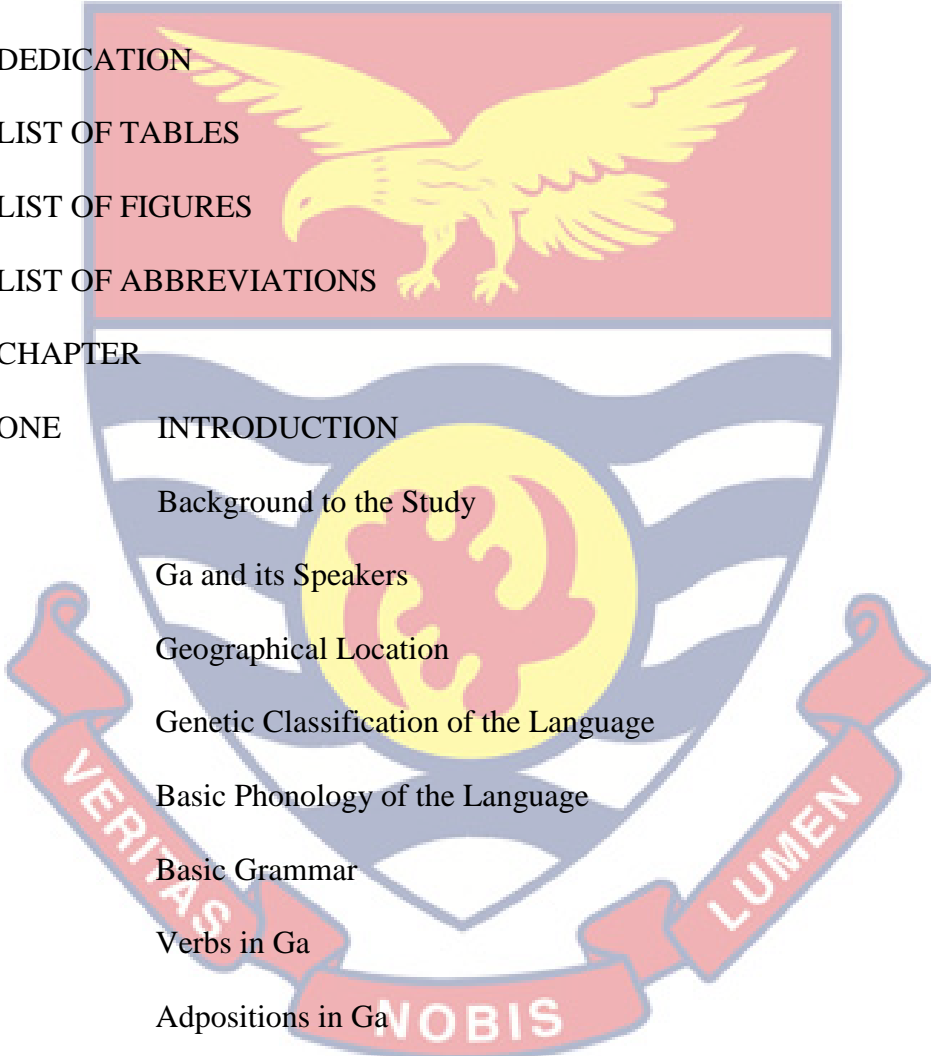 DEDICATION
LIST OF TABLES
LIST OF FIGURES
LIST OF ABBREVIATIONS
CHAPTER
ONE INTRODUCTION
Background to the Study
Ga and its Speakers
Geographical Location
Genetic Classification of the Language
Basic Phonology of the Language
Basic Grammar
Verbs in Ga
Adpositions in Ga
VERITAS
NOBIS
LUMEN